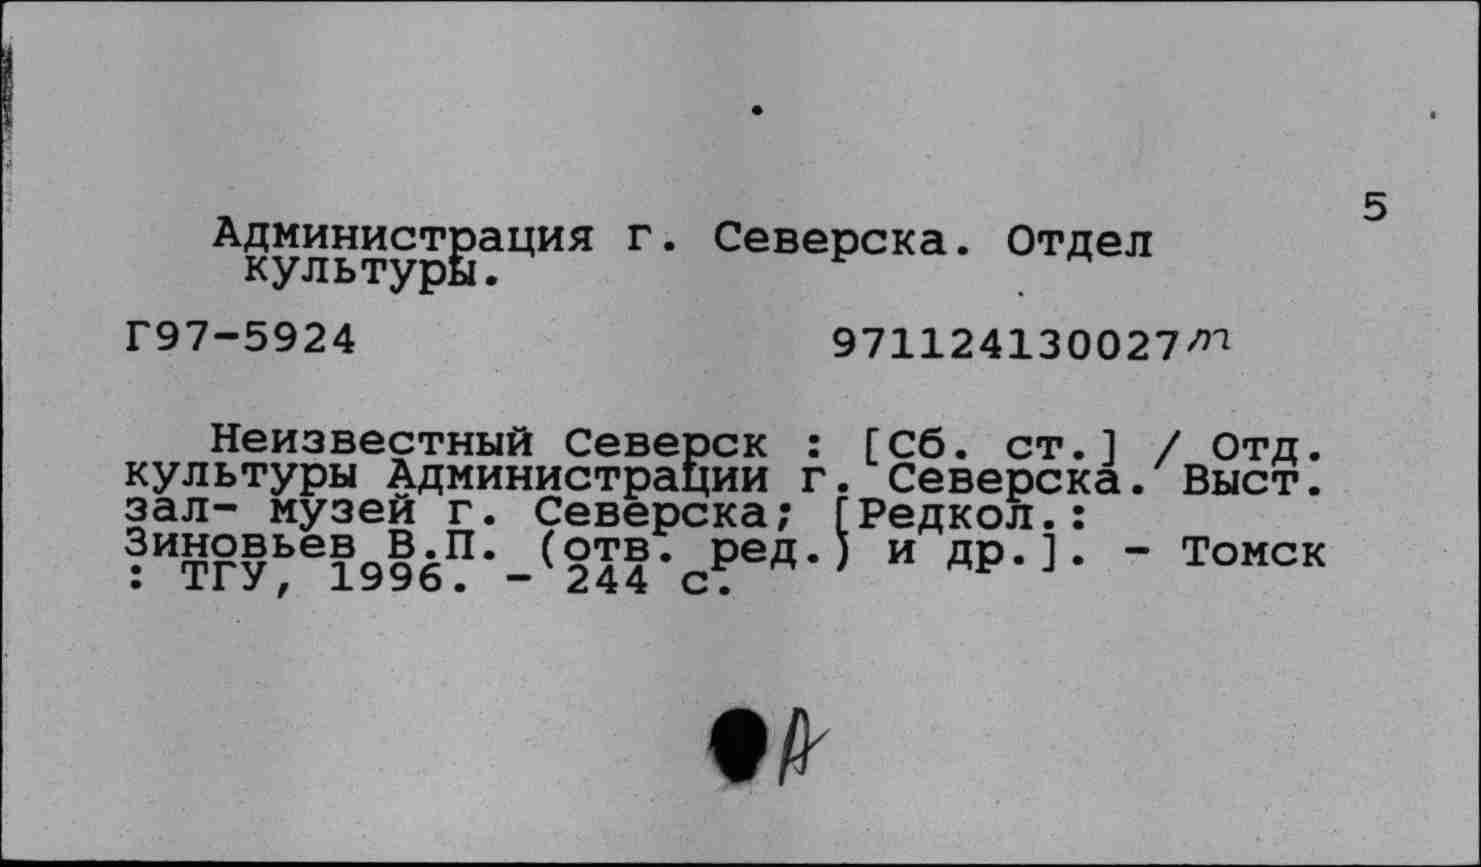 5
Администрация г. Северска. Отдел
культуры.
Г97-5924 971124130027
Неизвестный Северск : [Сб. ст.] / Отд.
культуры Администрации г. Северска. Выст.
зал- музей г. Северска; [Редкол.:
Зиновьев В.П. (отв. ред.) и др.]. - Томск
: ТГУ, 1996. - 244 с.